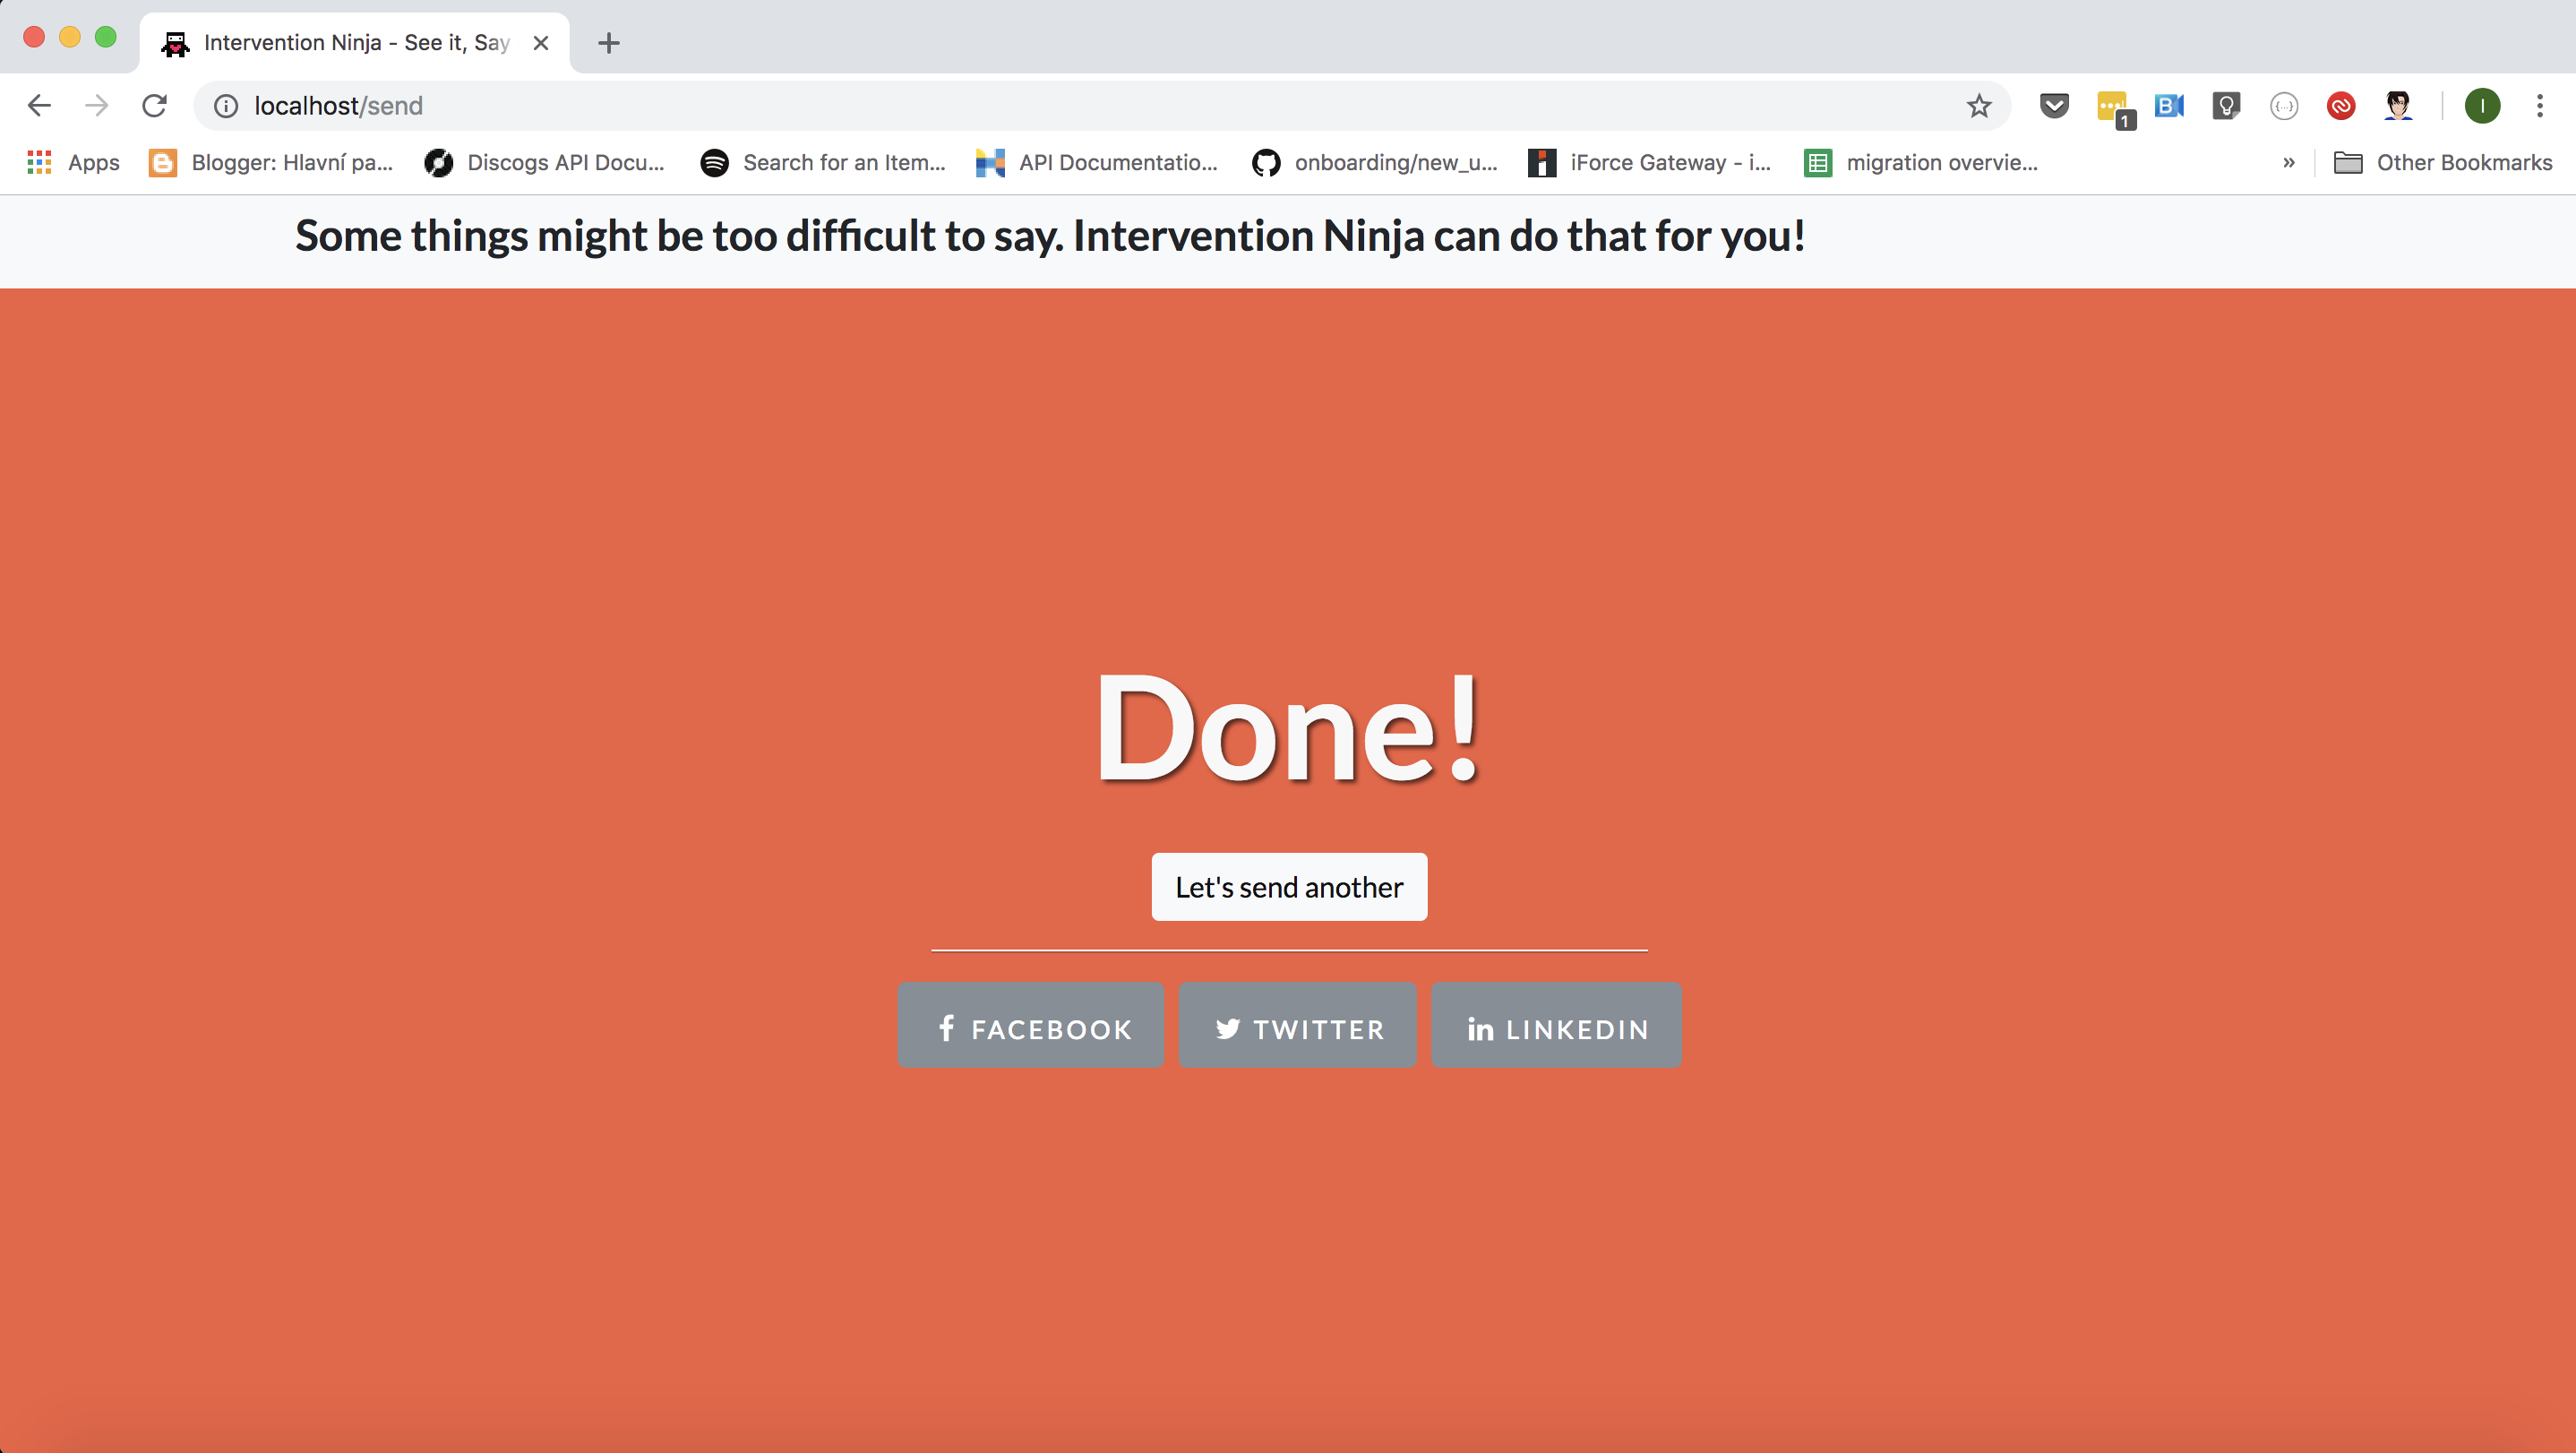 Intervention Ninja - See it, Say
localhost/send
1
B
I
Apps
Blogger: Hlavní pa...
Discogs API Docu...
Search for an Item...
API Documentatio...
onboarding/new_u...
iForce Gateway - i...
migration overvie...
»
Other Bookmarks
Some things might be too difficult to say. Intervention Ninja can do that for you!
Done!
Let's send another
FACEBOOK
TWITTER
LINKEDIN